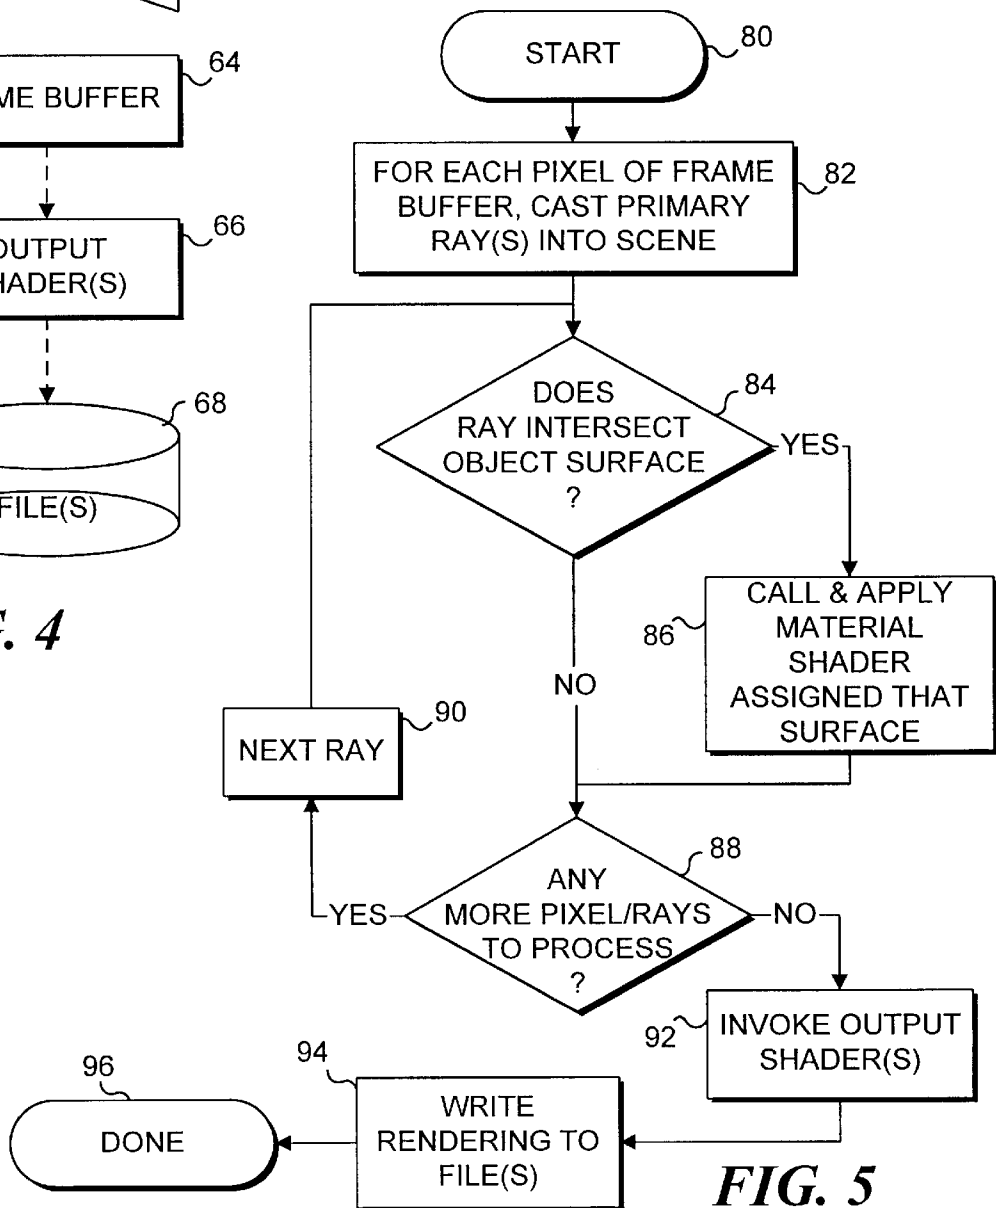 64
ME BUFFER
66
OUTPUT
HADER(S)
68
FILE(S)
. 4
START
80
FOR EACH PIXEL OF FRAME
BUFFER, CAST PRIMARY
RAY(S) INTO SCENE
82
DOES
RAY INTERSECT
OBJECT SURFACE
?
84
YES
CALL & APPLY
MATERIAL
SHADER
ASSIGNED THAT
SURFACE
86
NO
NEXT RAY
90
ANY
MORE PIXEL/RAYS
TO PROCESS
?
88
YES
NO
INVOKE OUTPUT
SHADER(S)
92
WRITE
RENDERING TO
FILE(S)
94
DONE
96
FIG. 5